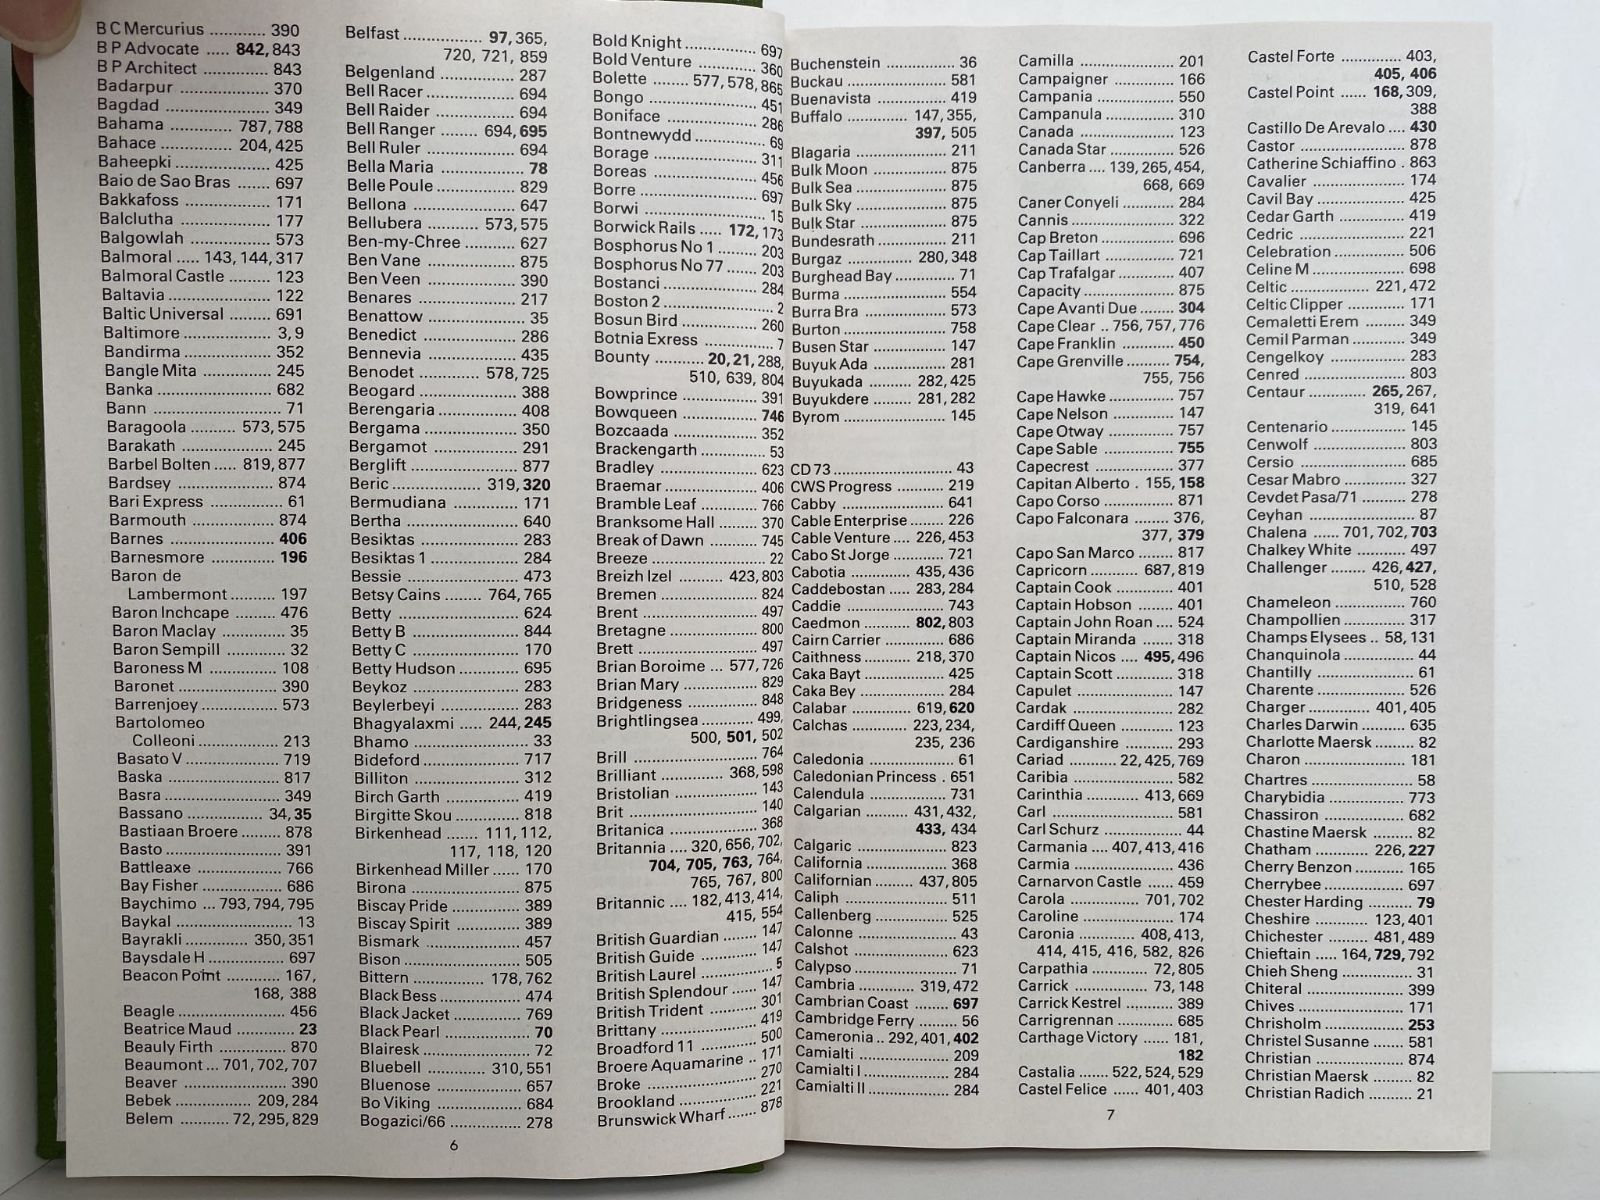 B C Mercurius ............ 390
B P Advocate ..... 842, 843
B P Architect ............. 843
Badarpur .................. 370
Bagdad .................... 349
Bahama ............ 787, 788
Bahace ............. 204, 425
Baheepki .................. 425
Baio de Sao Bras ....... 697
Bakkafoss ................. 171
Balclutha .................. 177
Balgowlah ................ 573
Balmoral ..... 143, 144, 317
Balmoral Castle ........ 123
Baltavia .................... 122
Baltic Universal ........ 691
Baltimore ................. 3, 9
Bandirma ................. 352
Bangle Mita .............. 245
Banka ...................... 682
Bann .......................... 71
Baragoola ......... 573, 575
Barakath .................. 245
Barbel Bolten ..... 819, 877
Bardsey ................... 874
Bari Express .............. 61
Barmouth ................ 874
Barnes .................... 406
Barnesmore ............. 196
Baron de
Lambermont ......... 197
Baron Inchcape ........ 476
Baron Maclay ............. 35
Baron Sempill ............ 32
Baroness M ............. 108
Baronet ................... 390
Barrenjoey ............... 573
Bartolomeo
Colleoni ................ 213
Basato V .................. 719
Baska ...................... 817
Basra ...................... 349
Bassano ................ 34, 35
Bastiaan Broere ........ 878
Basto ...................... 391
Battleaxe ................. 766
Bay Fisher ............... 686
Baychimo ... 793, 794, 795
Baykal ....................... 13
Bayrakli ............. 350, 351
Baysdale H ............... 697
Beacon Point ........... 167,
168, 388
Beagle .................... 456
Beatrice Maud ............ 23
Beauly Firth ............. 870
Beaumont ... 701, 702, 707
Beaver .................... 390
Bebek .............. 209, 284
Belem ........... 72, 295, 829
Belfast ................ 97, 365,
720, 721, 859
Belgenland .............. 287
Bell Racer ................ 694
Bell Raider .............. 694
Bell Ranger ........ 694, 695
Bell Ruler ................ 694
Bella Maria ................ 78
Belle Poule .............. 829
Bellona ................... 647
Bellubera .......... 573, 575
Ben-my-Chree .......... 627
Ben Vane ................. 875
Ben Veen ................. 390
Benares .................. 217
Benattow .................. 35
Benedict .................. 286
Bennevia ................. 435
Benodet ............ 578, 725
Beogard .................. 388
Berengaria ............... 408
Bergama ................. 350
Bergamot ................ 291
Berglift ................... 877
Beric ................ 319, 320
Bermudiana ............. 171
Bertha .................... 640
Besiktas .................. 283
Besiktas 1 ................ 284
Bessie .................... 473
Betsy Cains ....... 764, 765
Betty ...................... 624
Betty B ................... 844
Betty C ................... 170
Betty Hudson ........... 695
Beykoz ................... 283
Beylerbeyi ............... 283
Bhagyalaxmi ..... 244, 245
Bhamo ..................... 33
Bideford .................. 717
Billiton ................... 312
Birch Garth .............. 419
Birgitte Skou ............ 818
Birkenhead ....... 111, 112,
117, 118, 120
Birkenhead Miller ...... 170
Birona .................... 875
Biscay Pride ............. 389
Biscay Spirit ............ 389
Bismark .................. 457
Bison ...................... 505
Bittern .............. 178, 762
Black Bess ............... 474
Black Jacket ............. 769
Black Pearl ............... 70
Blairesk .................... 72
Bluebell ............ 310, 551
Bluenose ................. 657
Bo Viking ................ 684
Bogazici/66 .............. 278
Bold Knight ............. 697
Bold Venture ............ 360
Bolette ........ 577, 578, 865
Bongo .................... 451
Boniface ................. 286
Bontnewydd .............. 69
Borage ................... 311
Boreas ................... 456
Borre ..................... 697
Borwi ...................... 15
Borwick Rails ..... 172, 173
Bosphorus No 1 ........ 203
Bosphorus No 77 ....... 203
Bostanci ................. 284
Boston 2 ................... 2
Bosun Bird .............. 260
Botnia Exress ............. 7
Bounty .......... 20, 21, 288,
510, 639, 804
Bowprince ............... 391
Bowqueen ............... 746
Bozcaada ................ 352
Brackengarth ............. 53
Bradley ................... 623
Braemar .................. 406
Bramble Leaf ............ 766
Branksome Hall ........ 370
Break of Dawn .......... 745
Breeze ..................... 22
Breizh Izel ......... 423, 803
Bremen ................... 824
Brent ...................... 497
Bretagne ................. 800
Brett ...................... 497
Brian Boroime ... 577, 726
Brian Mary ............... 829
Bridgeness .............. 848
Brightlingsea ........... 499,
500, 501, 502
Brill ....................... 764
Brilliant ............ 368, 598
Bristolian ................ 143
Brit ........................ 140
Britanica ................. 368
Britannia .... 320, 656, 702,
704, 705, 763, 764,
765, 767, 800
Britannic .... 182, 413, 414,
415, 554
British Guardian ....... 147
British Guide ............ 147
British Laurel ............. 5
British Splendour ...... 147
British Trident .......... 301
Brittany .................. 419
Broadford 11 ............ 500
Broere Aquamarine .. 171
Broke ..................... 270
Brookland ............... 221
Brunswick Wharf ....... 878
6
Buchenstein .............. 36
Buckau ................... 581
Buenavista .............. 419
Buffalo ............ 147, 355,
397, 505
Blagaria .................. 211
Bulk Moon ............... 875
Bulk Sea ................. 875
Bulk Sky ................. 875
Bulk Star ................ 875
Bundesrath .............. 211
Burgaz ............. 280, 348
Burghead Bay ............ 71
Burma .................... 554
Burra Bra ................ 573
Burton ................... 758
Busen Star .............. 147
Buyuk Ada .............. 281
Buyukada ......... 282, 425
Buyukdere ........ 281, 282
Byrom .................... 145
CD 73 ...................... 43
CWS Progress .......... 219
Cabby .................... 641
Cable Enterprise ....... 226
Cable Venture .... 226, 453
Cabo St Jorge .......... 721
Cabotia ............ 435, 436
Caddebostan ..... 283, 284
Caddie ................... 743
Caedmon .......... 802, 803
Cairn Carrier ............ 686
Caithness .......... 218, 370
Caka Bayt ............... 425
Caka Bey ................ 284
Calabar ............ 619, 620
Calchas ........... 223, 234,
235, 236
Caledonia ................. 61
Caledonian Princess . 651
Calendula ............... 731
Calgarian ......... 431, 432,
433, 434
Calgaric .................. 823
California ................ 368
Californian ........ 437, 805
Caliph .................... 511
Callenberg .............. 525
Calonne ................... 43
Calshot .................. 623
Calypso ................... 71
Cambria ........... 319, 472
Cambrian Coast ....... 697
Cambridge Ferry ........ 56
Cameronia .. 292, 401, 402
Camialti .................. 209
Camialti I ................ 284
Camialti II ............... 284
Camilla ................... 201
Campaigner ............. 166
Campania ............... 550
Campanula .............. 310
Canada ................... 123
Canada Star ............. 526
Canberra .... 139, 265, 454,
668, 669
Caner Conyeli .......... 284
Cannis .................... 322
Cap Breton .............. 696
Cap Taillart ............. 721
Cap Trafalgar ........... 407
Capacity ................. 875
Cape Avanti Due ....... 304
Cape Clear .. 756, 757, 776
Cape Franklin .......... 450
Cape Grenville ......... 754,
755, 756
Cape Hawke ............. 757
Cape Nelson ............ 147
Cape Otway ............. 757
Cape Sable .............. 755
Capecrest ............... 377
Capitan Alberto . 155, 158
Capo Corso ............. 871
Capo Falconara ........ 376,
377, 379
Capo San Marco ....... 817
Capricorn .......... 687, 819
Captain Cook ........... 401
Captain Hobson ........ 401
Captain John Roan .... 524
Captain Miranda ....... 318
Captain Nicos .... 495, 496
Captain Scott ........... 318
Capulet .................. 147
Cardak ................... 282
Cardiff Queen .......... 123
Cardiganshire .......... 293
Cariad .......... 22, 425, 769
Caribia ................... 582
Carinthia ........... 413, 669
Carl ....................... 581
Carl Schurz ............... 44
Carmania .... 407, 413, 416
Carmia ................... 436
Carnarvon Castle ..... 459
Carola .............. 701, 702
Caroline ................. 174
Caronia ........... 408, 413,
414, 415, 416, 582, 826
Carpathia ........... 72, 805
Carrick .............. 73, 148
Carrick Kestrel ......... 389
Carrigrennan ........... 685
Carthage Victory ...... 181,
182
Castalia ...... 522, 524, 529
Castel Felice ...... 401, 403
Castel Forte ............. 403,
405, 406
Castel Point ...... 168, 309,
388
Castillo De Arevalo .... 430
Castor .................... 878
Catherine Schiaffino . 863
Cavalier .................. 174
Cavil Bay ................ 425
Cedar Garth ............. 419
Cedric .................... 221
Celebration ............. 506
Celine M ................. 698
Celtic .............. 221, 472
Celtic Clipper ........... 171
Cemaletti Erem ........ 349
Cemil Parman .......... 349
Cengelkoy .............. 283
Cenred ................... 803
Centaur ........... 265, 267,
319, 641
Centenario .............. 145
Cenwolf ................. 803
Cersio .................... 685
Cesar Mabro ............ 327
Cevdet Pasa/71 ........ 278
Ceyhan .................... 87
Chalena ...... 701, 702, 703
Chalkey White .......... 497
Challenger ........ 426, 427,
510, 528
Chameleon .............. 760
Champollien ............ 317
Champs Elysees .. 58, 131
Chanquinola ............. 44
Chantilly .................. 61
Charente ................ 526
Charger ............ 401, 405
Charles Darwin ......... 635
Charlotte Maersk ........ 82
Charon ................... 181
Chartres ................... 58
Charybidia .............. 773
Chassiron ............... 682
Chastine Maersk ........ 82
Chatham ........... 226, 227
Cherry Benzon ......... 165
Cherrybee ............... 697
Chester Harding ........ 79
Cheshire ........... 123, 401
Chichester ........ 481, 489
Chieftain ..... 164, 729, 792
Chieh Sheng ............. 31
Chiteral .................. 399
Chives ................... 171
Chrisholm ............... 253
Christel Susanne ...... 581
Christian ................ 874
Christian Maersk ........ 82
Christian Radich ........ 21
7